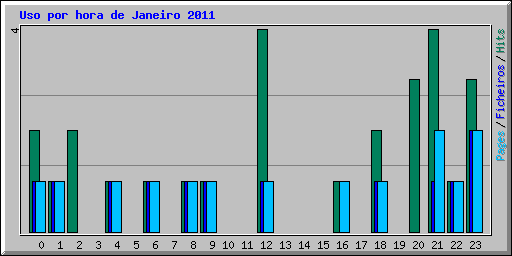 Uso por hora de Janeiro 2011
4
Pages / Ficheiros / Hits
0 1 2 3 4 5 6 7 8 9 10 11 12 13 14 15 16 17 18 19 20 21 22 23